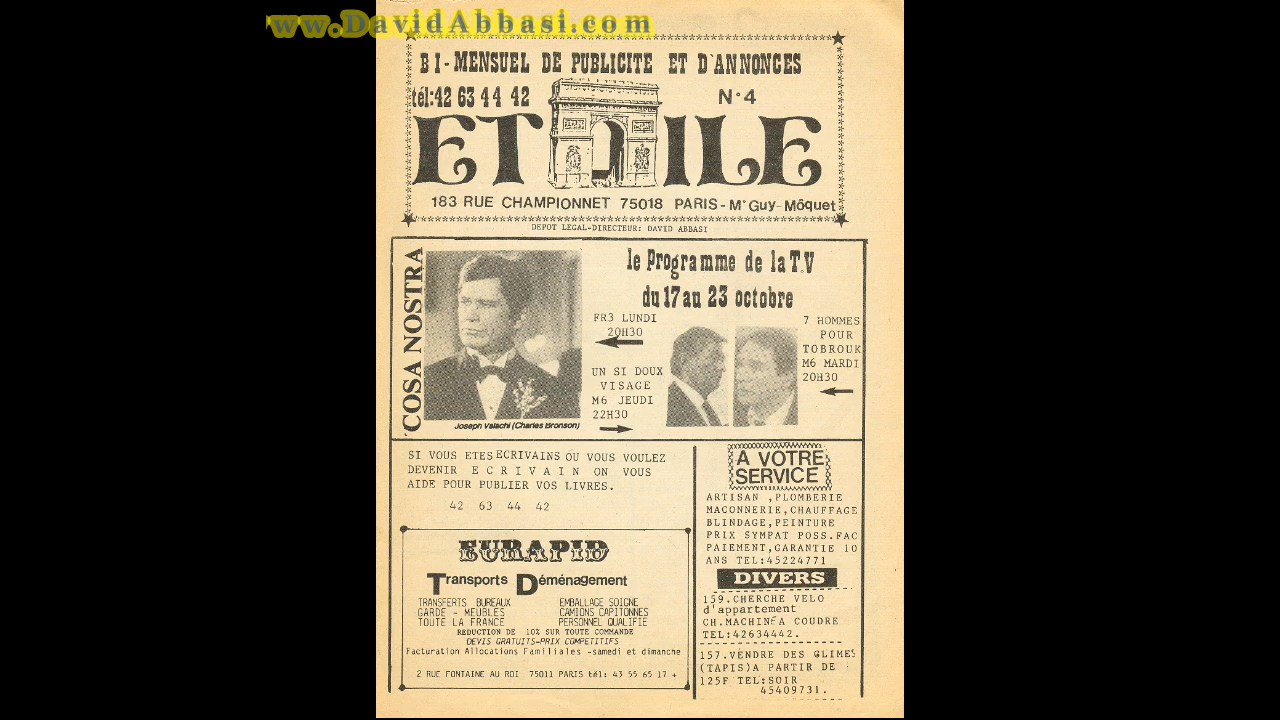 www.DavidAbbasi.com
BI-MENSUEL DE PUBLICITE ET D'ANNONCES
tél:42 63 44 42
N°4
ETOILE
183 RUE CHAMPIONNET 75018 PARIS - M° Guy-Môquet
DEPOT LEGAL-DIRECTEUR: DAVID ABBASI
COSA NOSTRA
Joseph Valachi (Charles Bronson)
le Programme de la T.V
du 17 au 23 octobre
FR3 LUNDI
20H30
UN SI DOUX
VISAGE
M6 JEUDI
22H30
7 HOMMES
POUR
TOBROUK
M6 MARDI
20H30
SI VOUS ETES ECRIVAINS OU VOUS VOULEZ
DEVENIR E C R I V A I N ON VOUS
AIDE POUR PUBLIER VOS LIVRES.
42 63 44 42
EURAPID
Transports Déménagement
TRANSFERTS BUREAUX
GARDE - MEUBLES
TOUTE LA FRANCE
EMBALLAGE SOIGNE
CAMIONS CAPITONNES
PERSONNEL QUALIFIE
REDUCTION DE 10% SUR TOUTE COMMANDE
DEVIS GRATUITS-PRIX COMPETITIFS
Facturation Allocations Familiales -samedi et dimanche
2 RUE FONTAINE AU ROI 75011 PARIS tél: 43 55 65 17 +
A VOTRE
SERVICE
ARTISAN ,PLOMBERIE
MACONNERIE,CHAUFFAGE
BLINDAGE,PEINTURE
PRIX SYMPAT POSS.FAC
PAIEMENT,GARANTIE 10
ANS TEL:45224771
DIVERS
159.CHERCHE VELO
d'appartement
CH.MACHINE A COUDRE
TEL:42634442.
157.VENDRE DES GLIMES
(TAPIS)A PARTIR DE
125F TEL:SOIR
45409731.